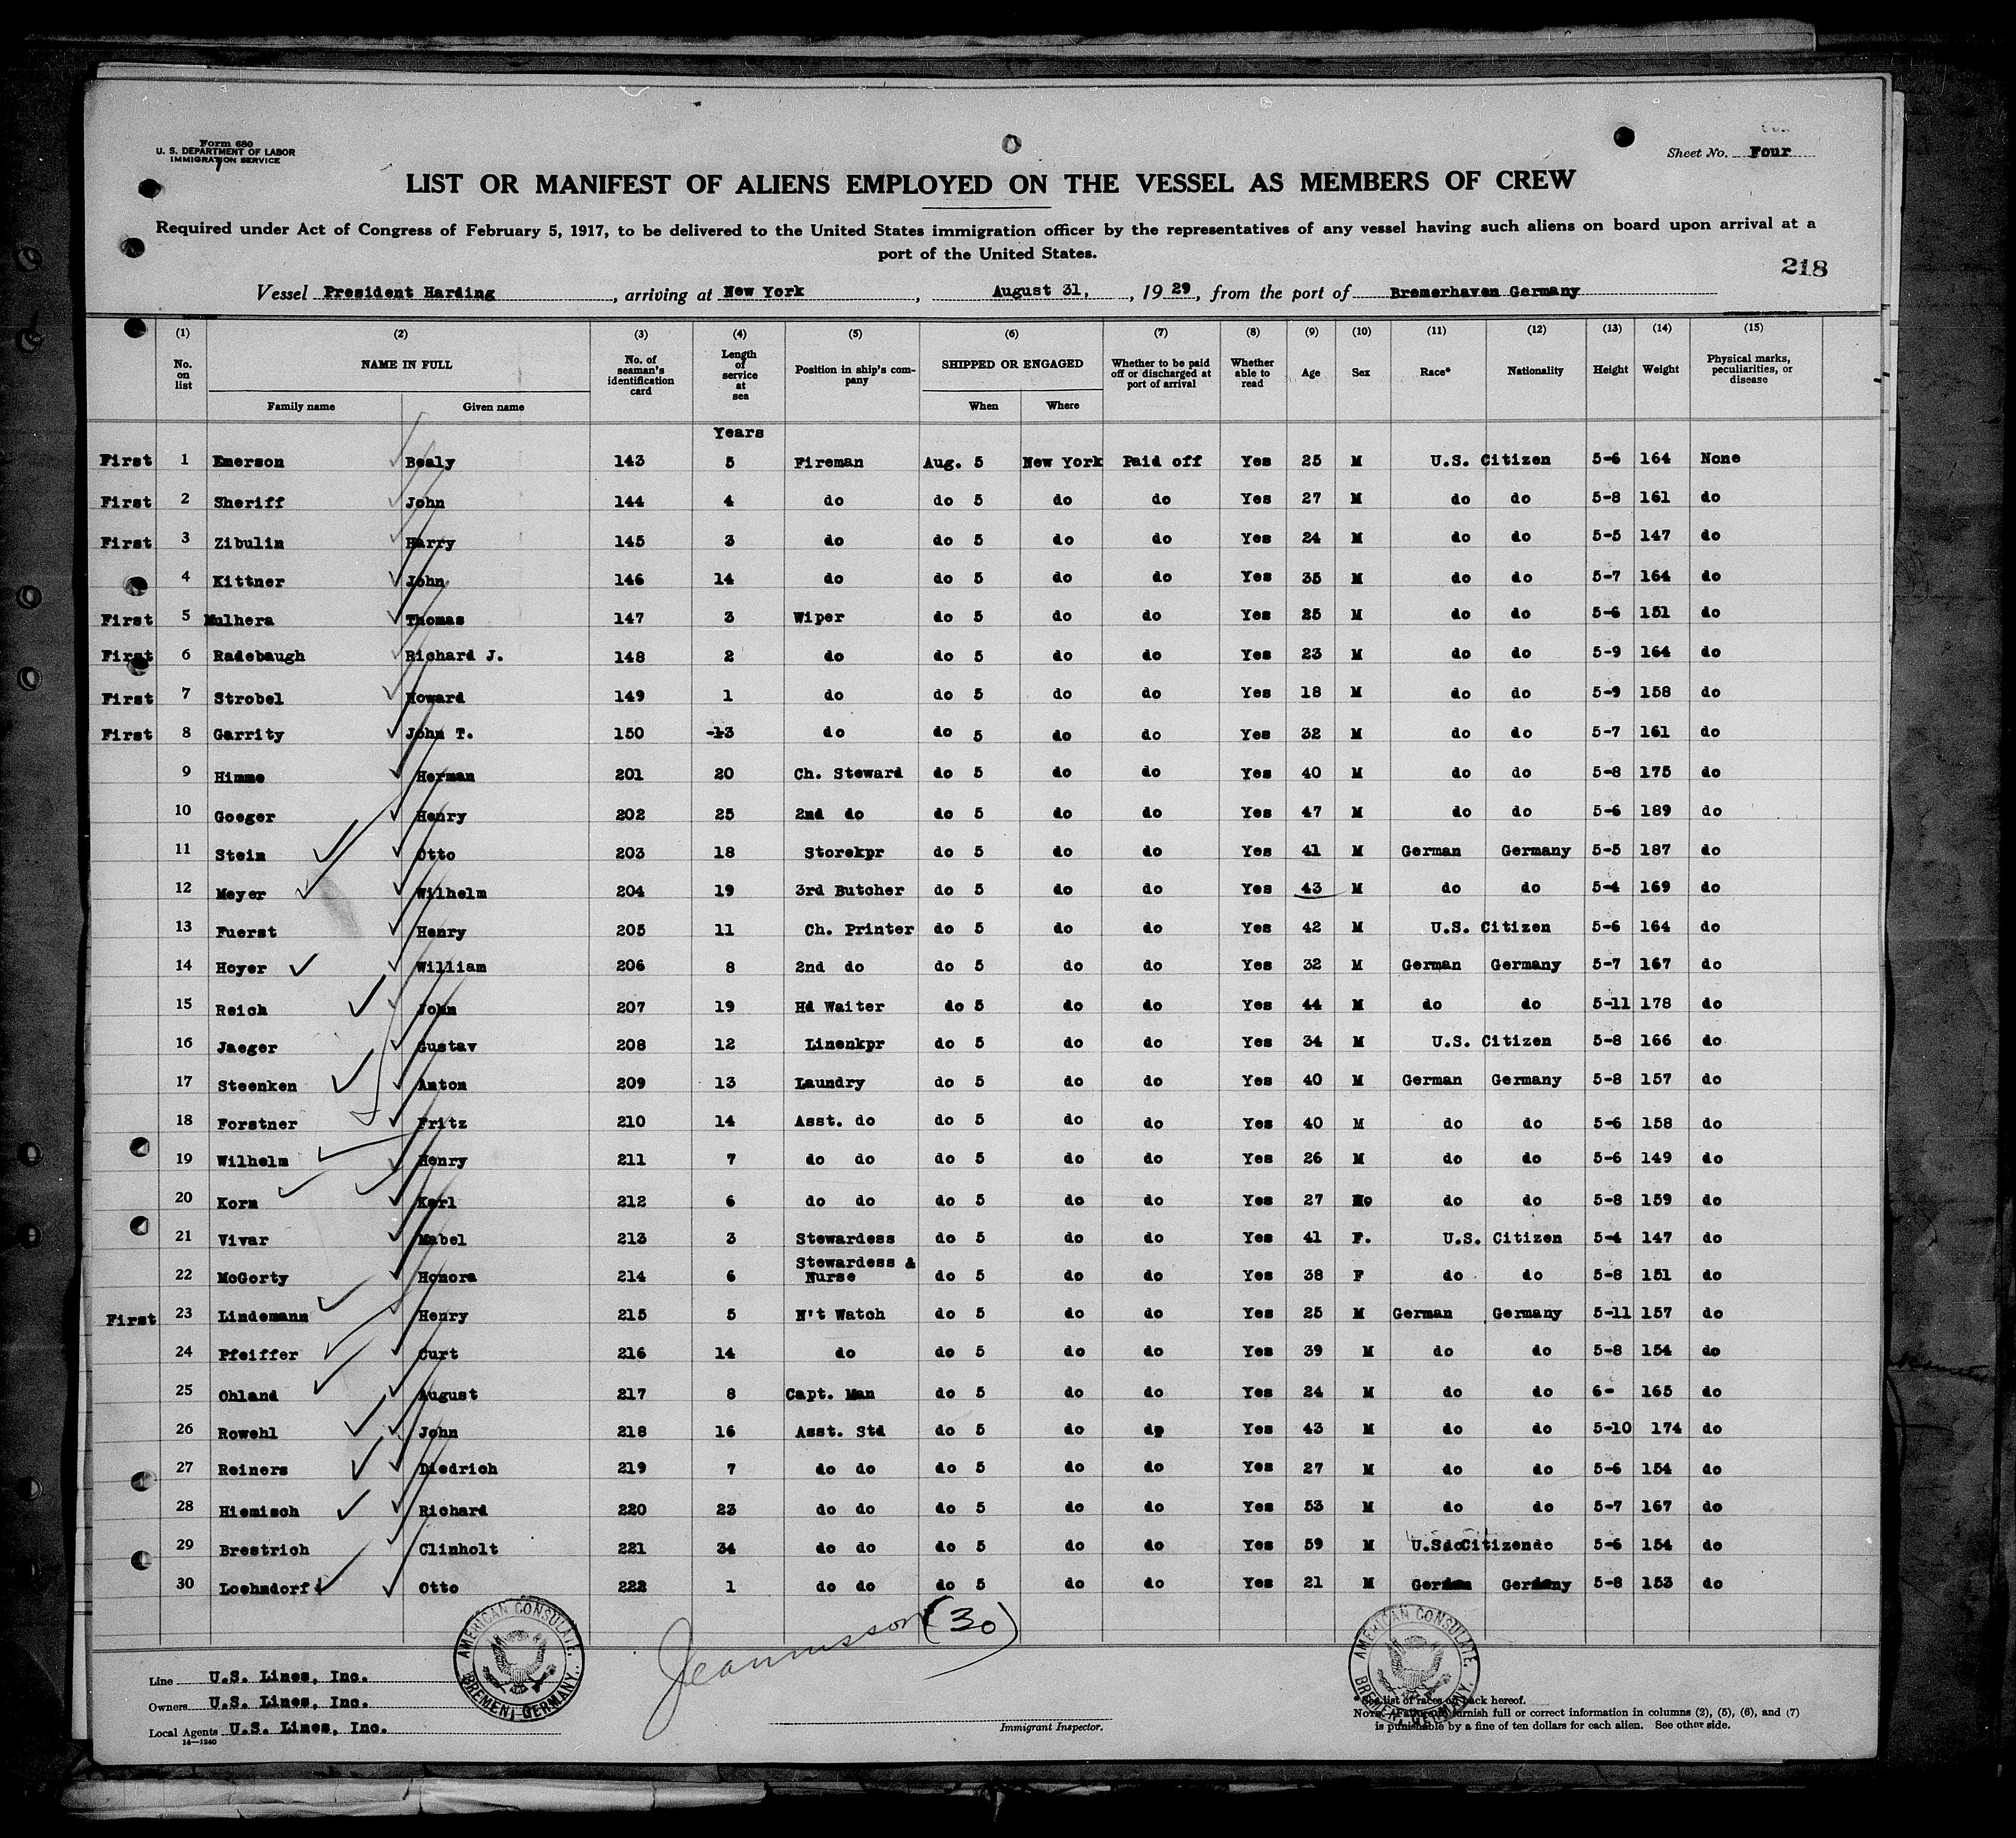 Form 680
U. S. DEPARTMENT OF LABOR
IMMIGRATION SERVICE
Sheet No. Four
LIST OR MANIFEST OF ALIENS EMPLOYED ON THE VESSEL AS MEMBERS OF CREW
Required under Act of Congress of February 5, 1917, to be delivered to the United States immigration officer by the representatives of any vessel having such aliens on board upon arrival at a
port of the United States.
218
Vessel President Harding, arriving at New York, August 31, 1929, from the port of Bremerhaven Germany
(1) (2) (3) (4) (5) (6) (7) (8) (9) (10) (11) (12) (13) (14) (15)
No. on list NAME IN FULL No. of seaman's identification card Length of service at sea Position in ship's company SHIPPED OR ENGAGED Whether to be paid off or discharged at port of arrival Whether able to read Age Sex Race* Nationality Height Weight Physical marks, peculiarities, or disease
Family name Given name When Where
Years
First 1 Emerson Bealy 143 5 Fireman Aug. 5 New York Paid off Yes 25 M U.S. Citizen 5-6 164 None
First 2 Sheriff John 144 4 do do 5 do do Yes 27 M do do 5-8 161 do
First 3 Zibulin Harry 145 3 do do 5 do do Yes 24 M do do 5-5 147 do
4 Kittner John 146 14 do do 5 do do Yes 35 M do do 5-7 164 do
First 5 Mulhera Thomas 147 3 Wiper do 5 do do Yes 25 M do do 5-6 151 do
First 6 Radebaugh Richard J. 148 2 do do 5 do do Yes 23 M do do 5-9 164 do
First 7 Strobel Howard 149 1 do do 5 do do Yes 18 M do do 5-9 158 do
First 8 Garrity John T. 150 13 do do 5 do do Yes 32 M do do 5-7 161 do
9 Himme Herman 201 20 Ch. Steward do 5 do do Yes 40 M do do 5-8 175 do
10 Goeger Henry 202 25 2nd do do 5 do do Yes 47 M do do 5-6 189 do
11 Stein Otto 203 18 Storekpr do 5 do do Yes 41 M German Germany 5-5 187 do
12 Meyer Wilhelm 204 19 3rd Butcher do 5 do do Yes 43 M do do 5-4 169 do
13 Fuerst Henry 205 11 Ch. Printer do 5 do do Yes 42 M U.S. Citizen 5-6 164 do
14 Hoyer William 206 8 2nd do do 5 do do Yes 32 M German Germany 5-7 167 do
15 Reich John 207 19 Hd Waiter do 5 do do Yes 44 M do do 5-11 178 do
16 Jaeger Gustav 208 12 Linenkpr do 5 do do Yes 34 M U.S. Citizen 5-8 166 do
17 Steenken Anton 209 13 Laundry do 5 do do Yes 40 M German Germany 5-8 157 do
18 Forstner Fritz 210 14 Asst. do do 5 do do Yes 40 M do do 5-6 158 do
19 Wilhelm Henry 211 7 do do do 5 do do Yes 26 M do do 5-6 149 do
20 Korn Karl 212 6 do do do 5 do do Yes 27 do do 5-8 159 do
21 Vivar Mabel 213 3 Stewardess do 5 do do Yes 41 F. U.S. Citizen 5-4 147 do
22 McGorty Honora 214 6 Stewardess & Nurse do 5 do do Yes 38 F do do 5-8 151 do
First 23 Lindemann Henry 215 5 N't Watch do 5 do do Yes 25 M German Germany 5-11 157 do
24 Pfeiffer Curt 216 14 do do 5 do do Yes 39 M do do 5-8 154 do
25 Ohland August 217 8 Capt. Man do 5 do do Yes 24 M do do 6- 165 do
26 Rowehl John 218 16 Asst. Std do 5 do do Yes 43 M do do 5-10 174 do
27 Reiners Diedrich 219 7 do do do 5 do do Yes 27 M do do 5-6 154 do
28 Hiemisch Richard 220 23 do do do 5 do do Yes 53 M do do 5-7 167 do
29 Brestrich Clinholt 221 34 do do do 5 do do Yes 59 M U.S. Citizen 5-6 154 do
30 Loehndorf Otto 222 1 do do do 5 do do Yes 21 M German Germany 5-8 153 do
(30)
AMERICAN CONSULATE, BREMEN, GERMANY.
AMERICAN CONSULATE, BREMEN, GERMANY.
Line U.S. Lines, Inc.
Owners U.S. Lines, Inc.
Local Agents U.S. Lines, Inc.
14—1240
Immigrant Inspector.
* See list of races on back hereof.
NOTE.—Failure to furnish full or correct information in columns (2), (5), (6), and (7)
is punishable by a fine of ten dollars for each alien. See other side.